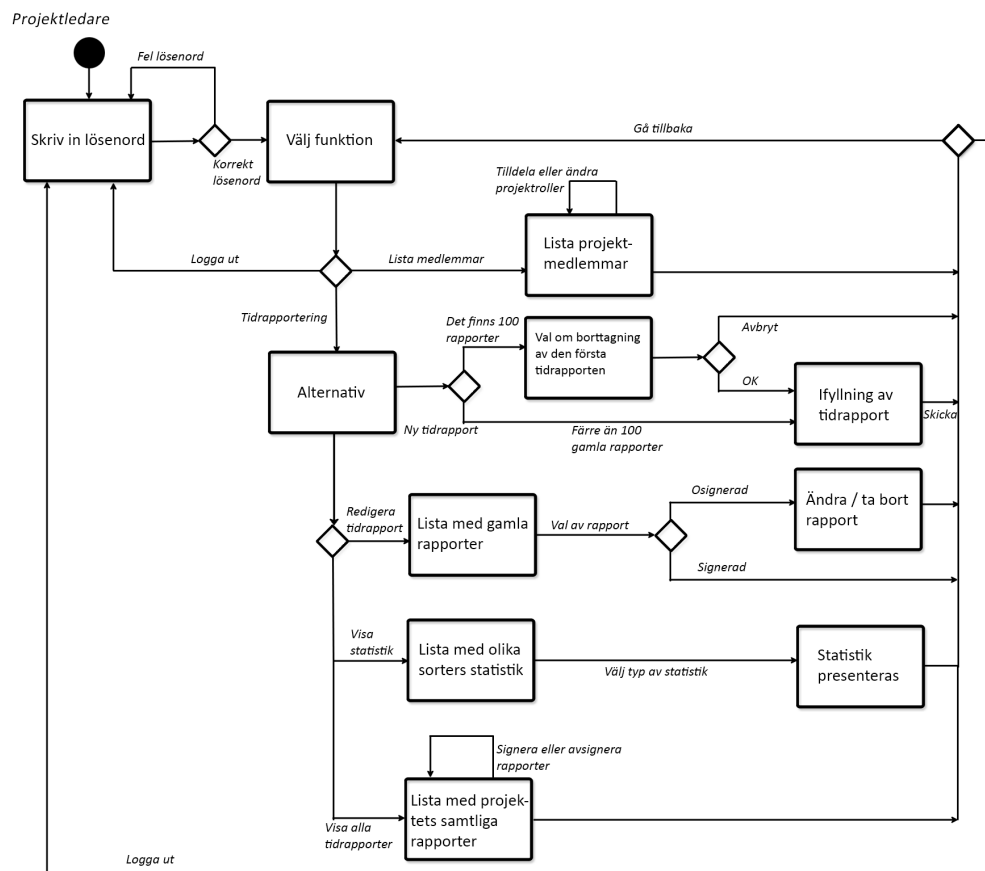 Projektledare
Fel lösenord
Skriv in lösenord
Korrekt
lösenord
Välj funktion
Gå tillbaka
Tilldela eller ändra
projektroller
Lista projekt-
medlemmar
Logga ut
Lista medlemmar
Tidrapportering
Det finns 100
rapporter
Val om borttagning
av den första
tidrapporten
Avbryt
OK
Alternativ
Ny tidrapport
Färre än 100
gamla rapporter
Ifyllning av
tidrapport
Skicka
Redigera
tidrapport
Lista med gamla
rapporter
Val av rapport
Osignerad
Ändra / ta bort
rapport
Signerad
Visa
statistik
Lista med olika
sorters statistik
Välj typ av statistik
Statistik
presenteras
Signera eller avsignera
rapporter
Lista med projek-
tets samtliga
rapporter
Visa alla
tidrapporter
Logga ut